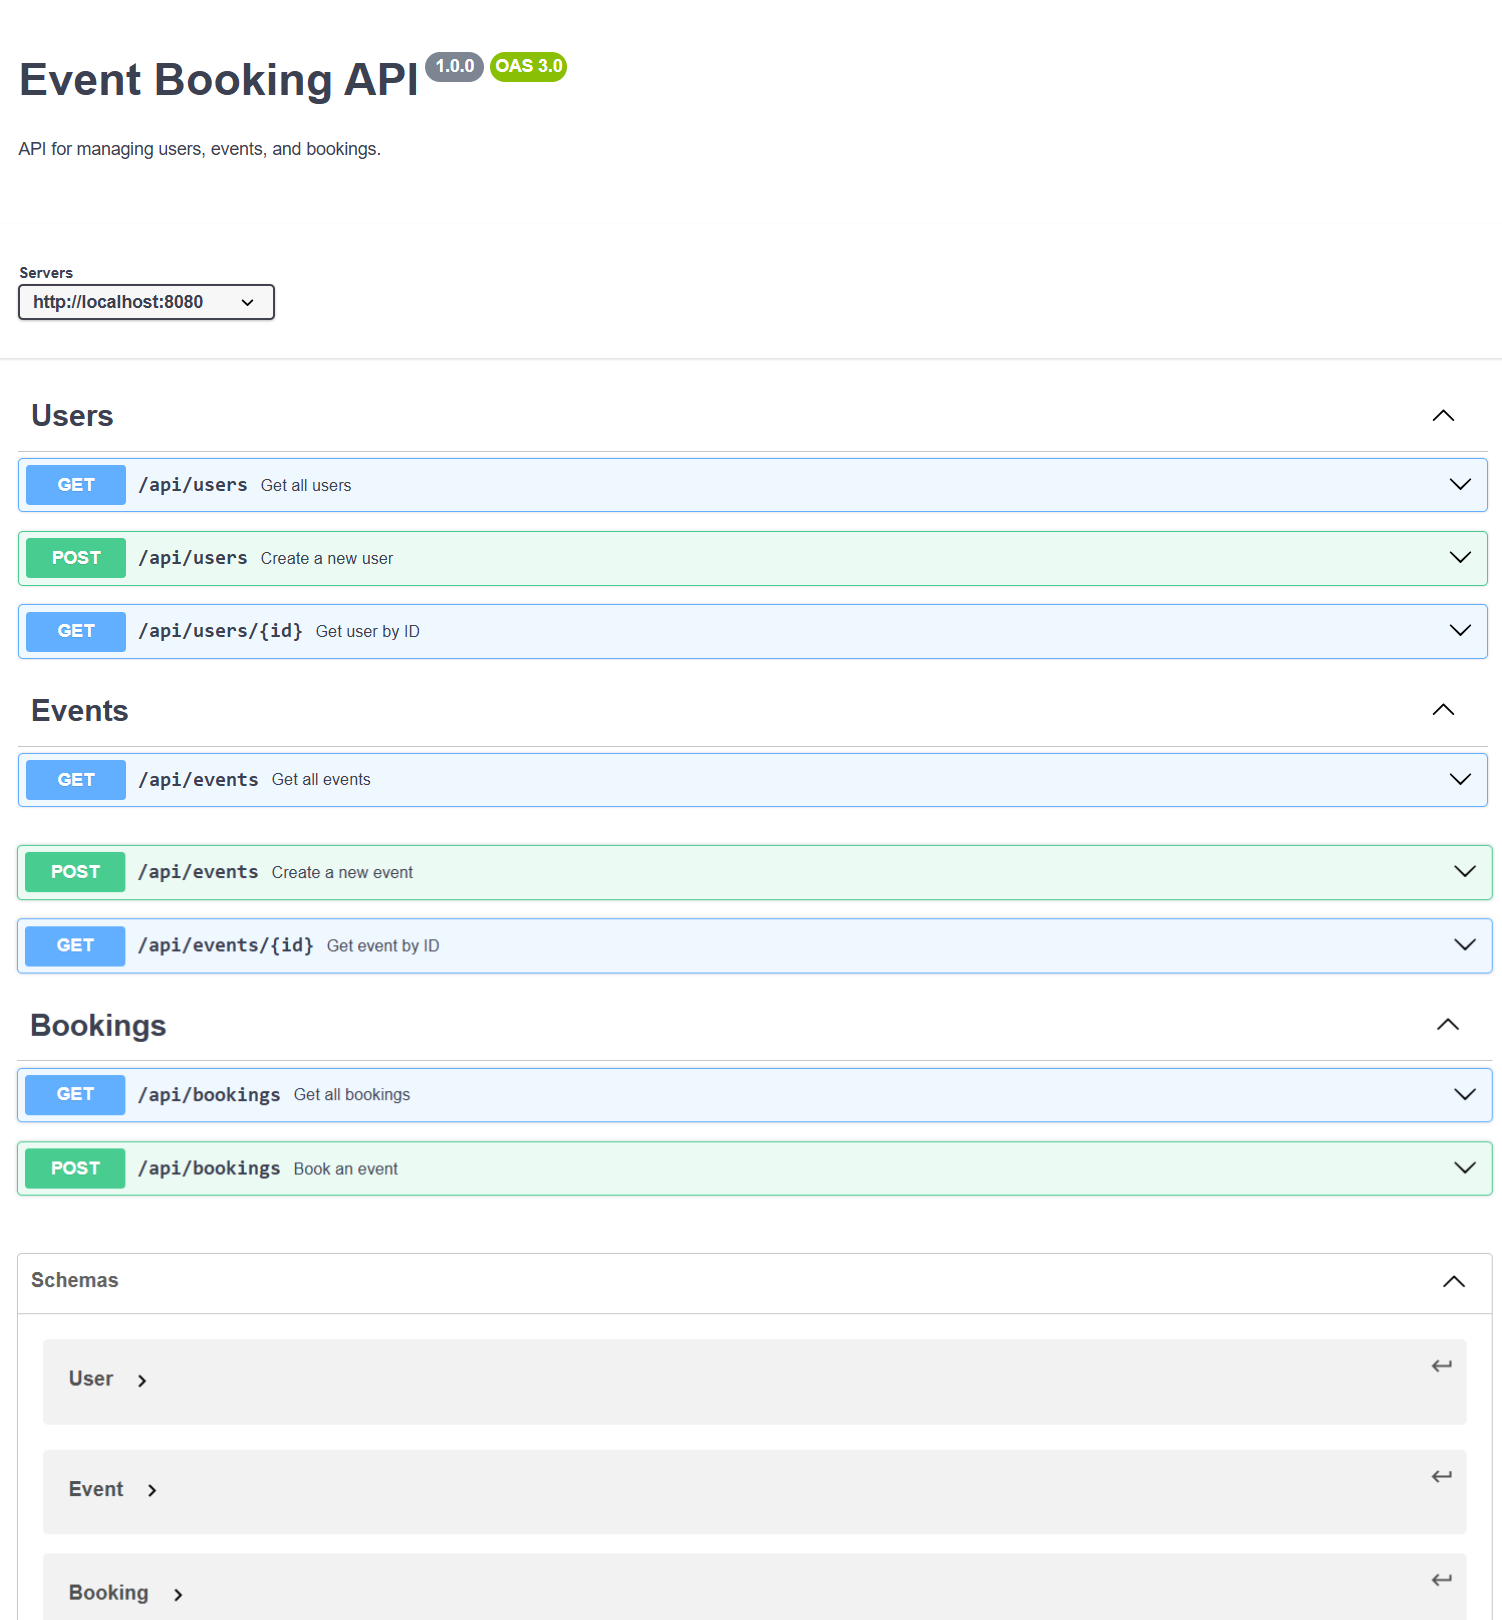 Event Booking API 1.0.0 OAS 3.0
API for managing users, events, and bookings.
Servers
http://localhost:8080
Users
GET /api/users Get all users
POST /api/users Create a new user
GET /api/users/{id} Get user by ID
Events
GET /api/events Get all events
POST /api/events Create a new event
GET /api/events/{id} Get event by ID
Bookings
GET /api/bookings Get all bookings
POST /api/bookings Book an event
Schemas
User
Event
Booking